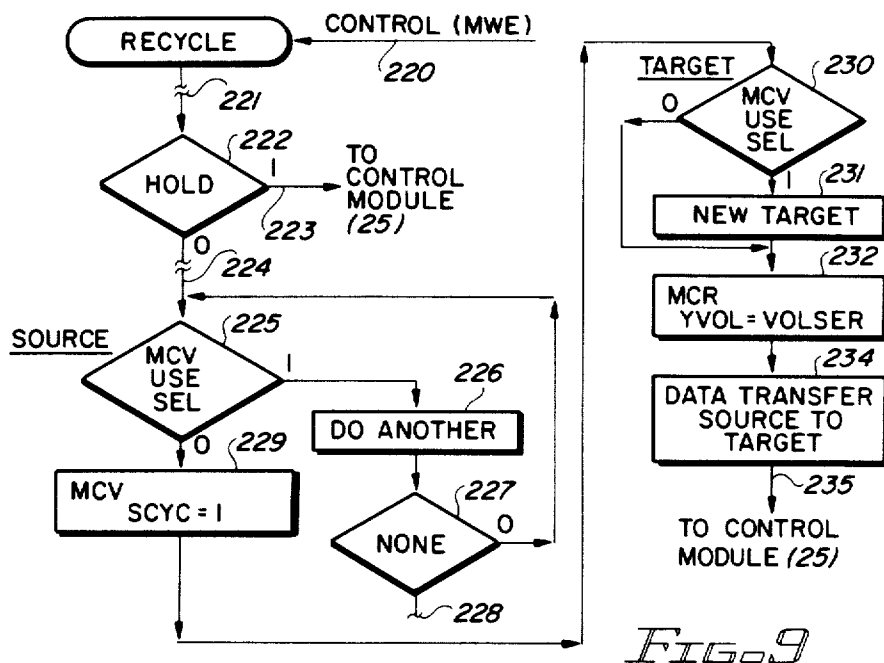 RECYCLE
CONTROL (MWE)
220
221
222
HOLD
1
223
TO
CONTROL
MODULE
(25)
0
224
SOURCE
225
MCV
USE
SEL
1
0
226
DO ANOTHER
227
NONE
0
228
229
MCV
SCYC = 1
TARGET
230
MCV
USE
SEL
0
1
231
NEW TARGET
232
MCR
YVOL = VOLSER
234
DATA TRANSFER
SOURCE TO
TARGET
235
TO CONTROL
MODULE (25)
FIG-9